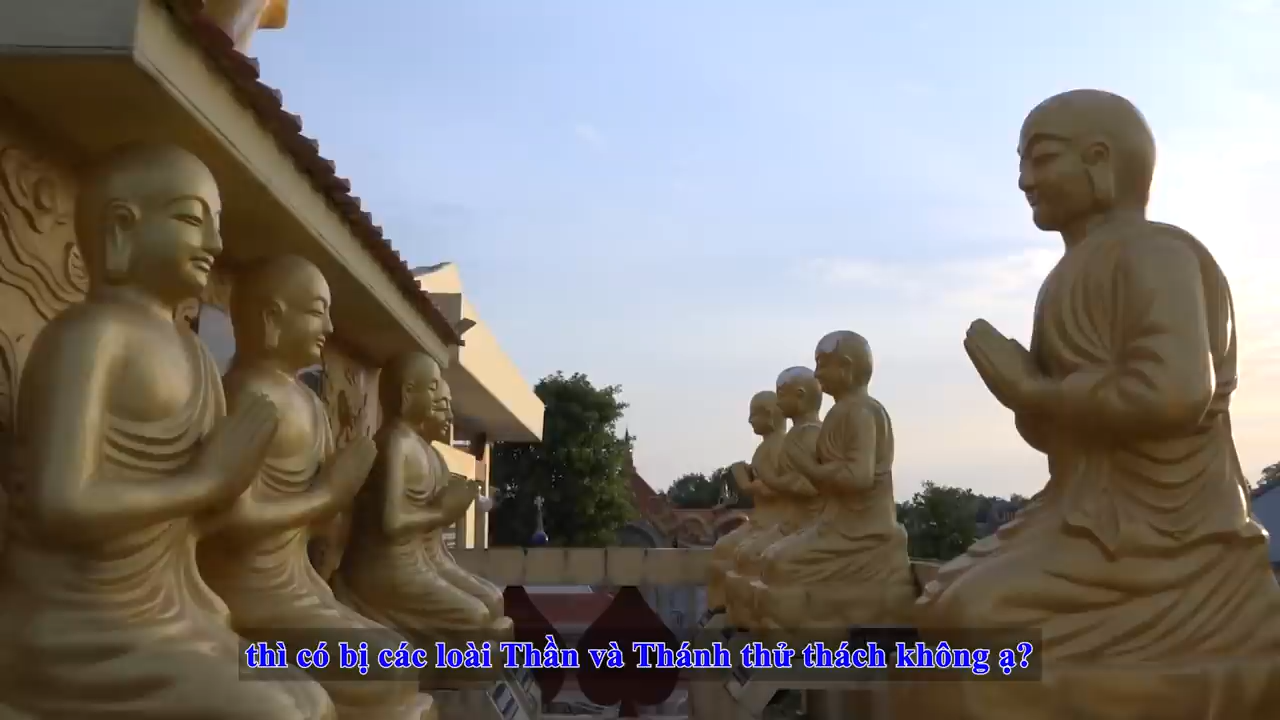 thì có bị các loài Thần và Thánh thử thách không ạ?